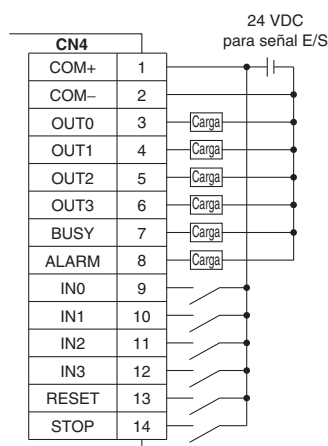 24 VDC
para señal E/S
CN4
COM+ 1
COM− 2
OUT0 3 Carga
OUT1 4 Carga
OUT2 5 Carga
OUT3 6 Carga
BUSY 7 Carga
ALARM 8 Carga
IN0 9
IN1 10
IN2 11
IN3 12
RESET 13
STOP 14